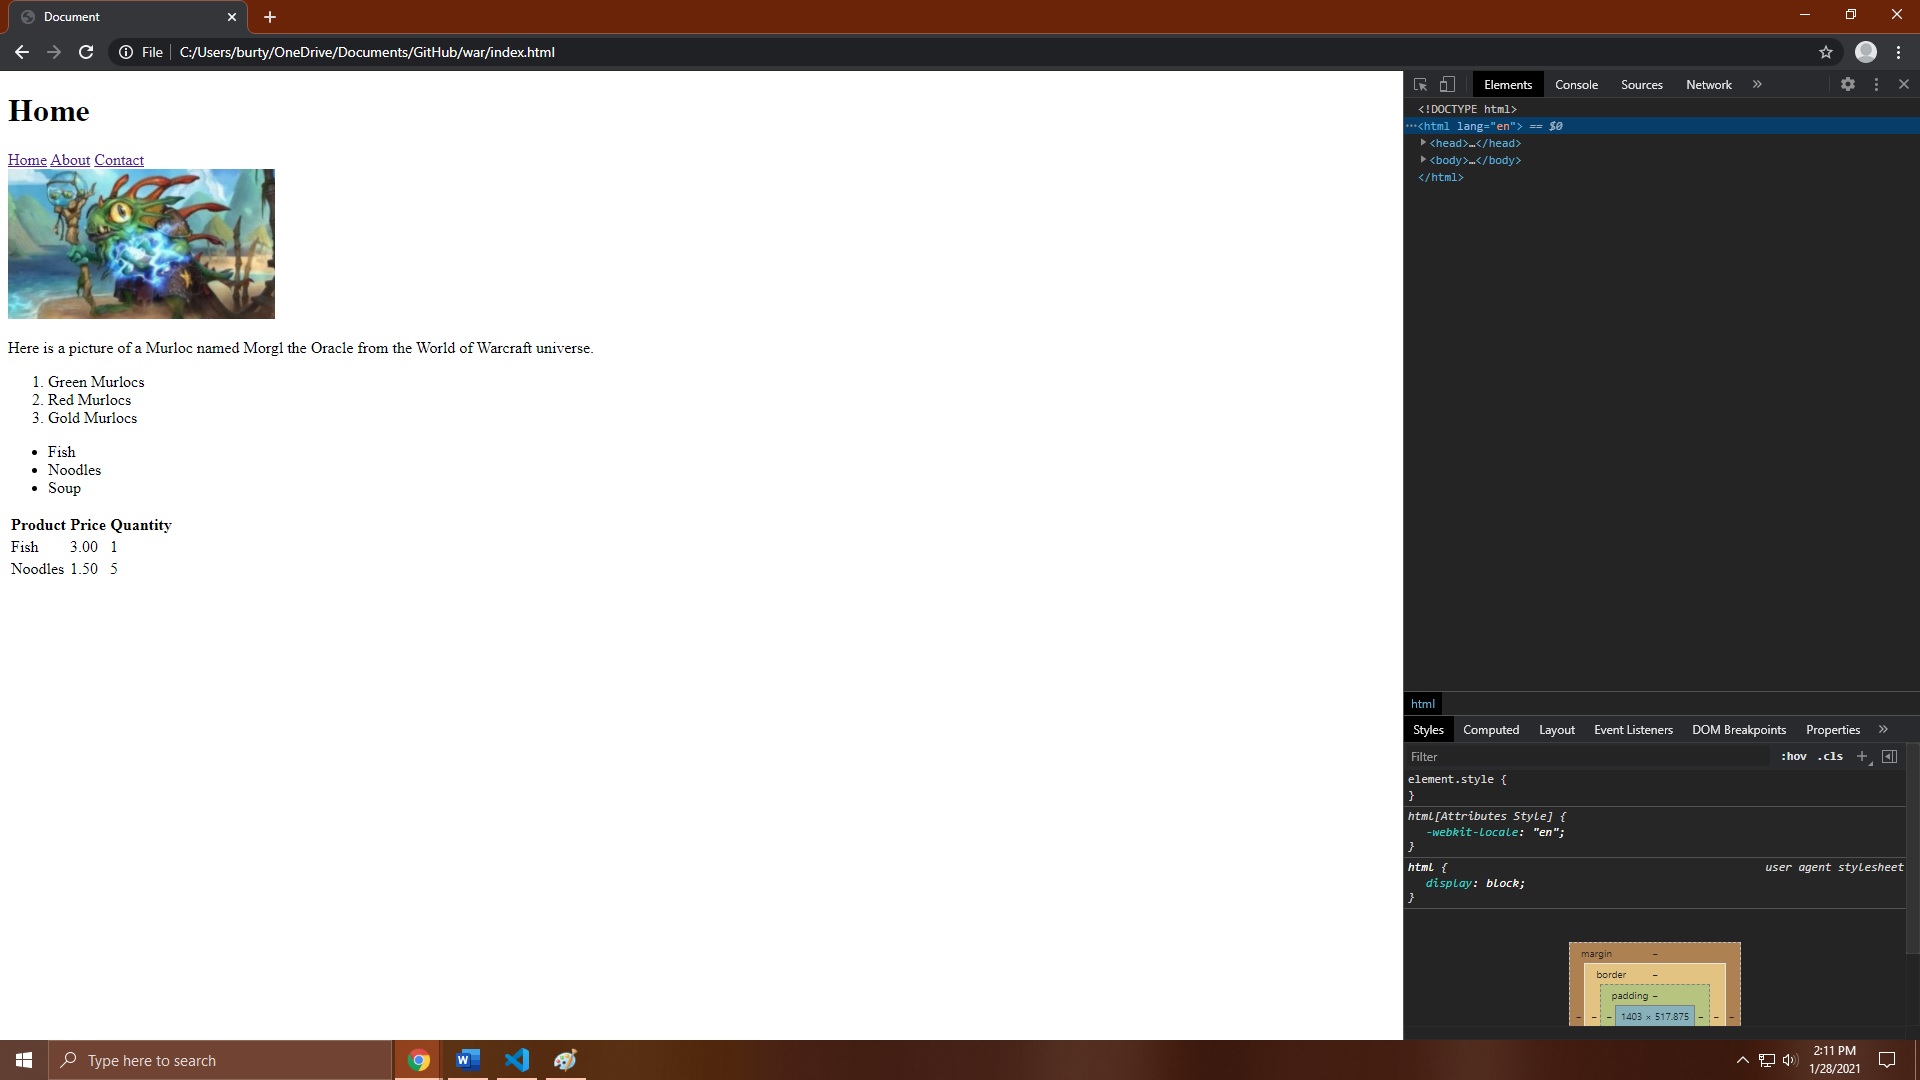 Document
File C:/Users/burty/OneDrive/Documents/GitHub/war/index.html
Home
Home About Contact
Here is a picture of a Murloc named Morgl the Oracle from the World of Warcraft universe.
1. Green Murlocs
2. Red Murlocs
3. Gold Murlocs
• Fish
• Noodles
• Soup
Product Price Quantity
Fish 3.00 1
Noodles 1.50 5
Elements Console Sources Network »
<!DOCTYPE html>
…<html lang="en"> == $0
<head>…</head>
<body>…</body>
</html>
html
Styles Computed Layout Event Listeners DOM Breakpoints Properties »
Filter :hov .cls +
element.style {
}
html[Attributes Style] {
-webkit-locale: "en";
}
html { user agent stylesheet
display: block;
}
margin –
border –
padding –
– – – 1403 × 517.875 – – –
Type here to search
2:11 PM
1/28/2021